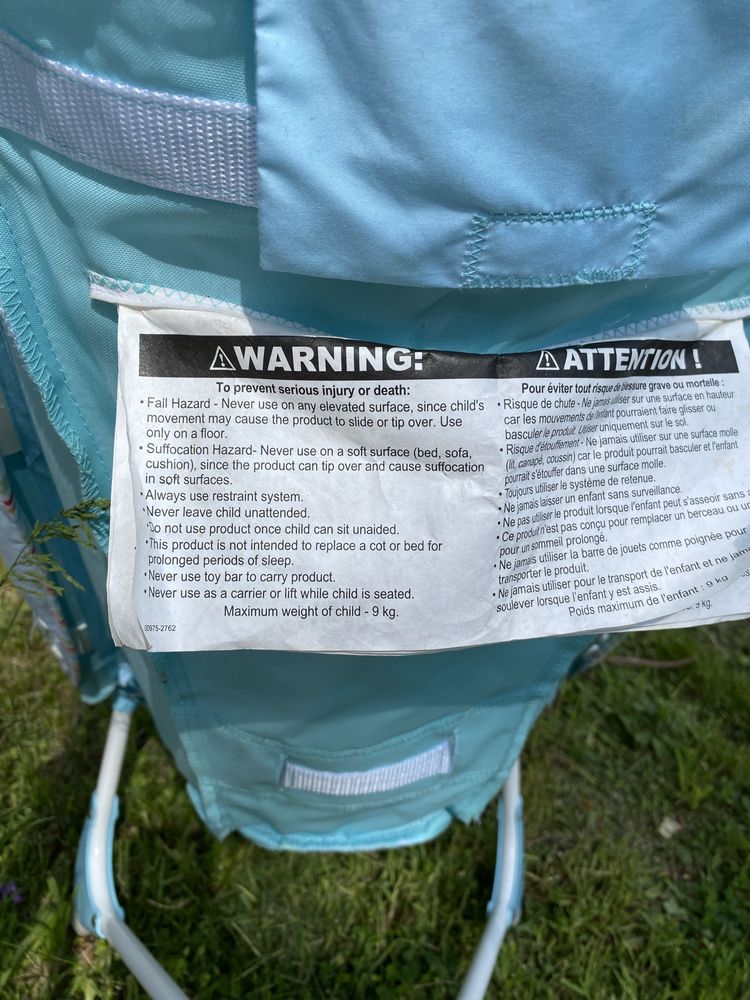 ⚠WARNING:
To prevent serious injury or death:
• Fall Hazard - Never use on any elevated surface, since child's
movement may cause the product to slide or tip over. Use
only on a floor.
• Suffocation Hazard- Never use on a soft surface (bed, sofa,
cushion), since the product can tip over and cause suffocation
in soft surfaces.
• Always use restraint system.
• Never leave child unattended.
• Do not use product once child can sit unaided.
• This product is not intended to replace a cot or bed for
prolonged periods of sleep.
• Never use toy bar to carry product.
• Never use as a carrier or lift while child is seated.
Maximum weight of child - 9 kg.
00975-2762
⚠ATTENTION !
Pour éviter tout risque de blessure grave ou mortelle :
• Risque de chute - Ne jamais utiliser sur une surface en hauteur
car les mouvements de l'enfant pourraient faire glisser ou
basculer le produit. Utiliser uniquement sur le sol.
• Risque d'étouffement - Ne jamais utiliser sur une surface molle
(lit, canapé, coussin) car le produit pourrait basculer et l'enfant
pourrait s'étouffer dans une surface molle.
• Toujours utiliser le système de retenue.
• Ne jamais laisser un enfant sans surveillance.
• Ne pas utiliser le produit lorsque l'enfant peut s'asseoir sans
• Ce produit n'est pas conçu pour remplacer un berceau ou un
pour un sommeil prolongé.
• Ne jamais utiliser la barre de jouets comme poignée pour
transporter le produit.
• Ne jamais utiliser pour le transport de l'enfant et ne
soulever lorsque l'enfant y est assis.
Poids maximum de l'enfant - 9 kg
9 kg.